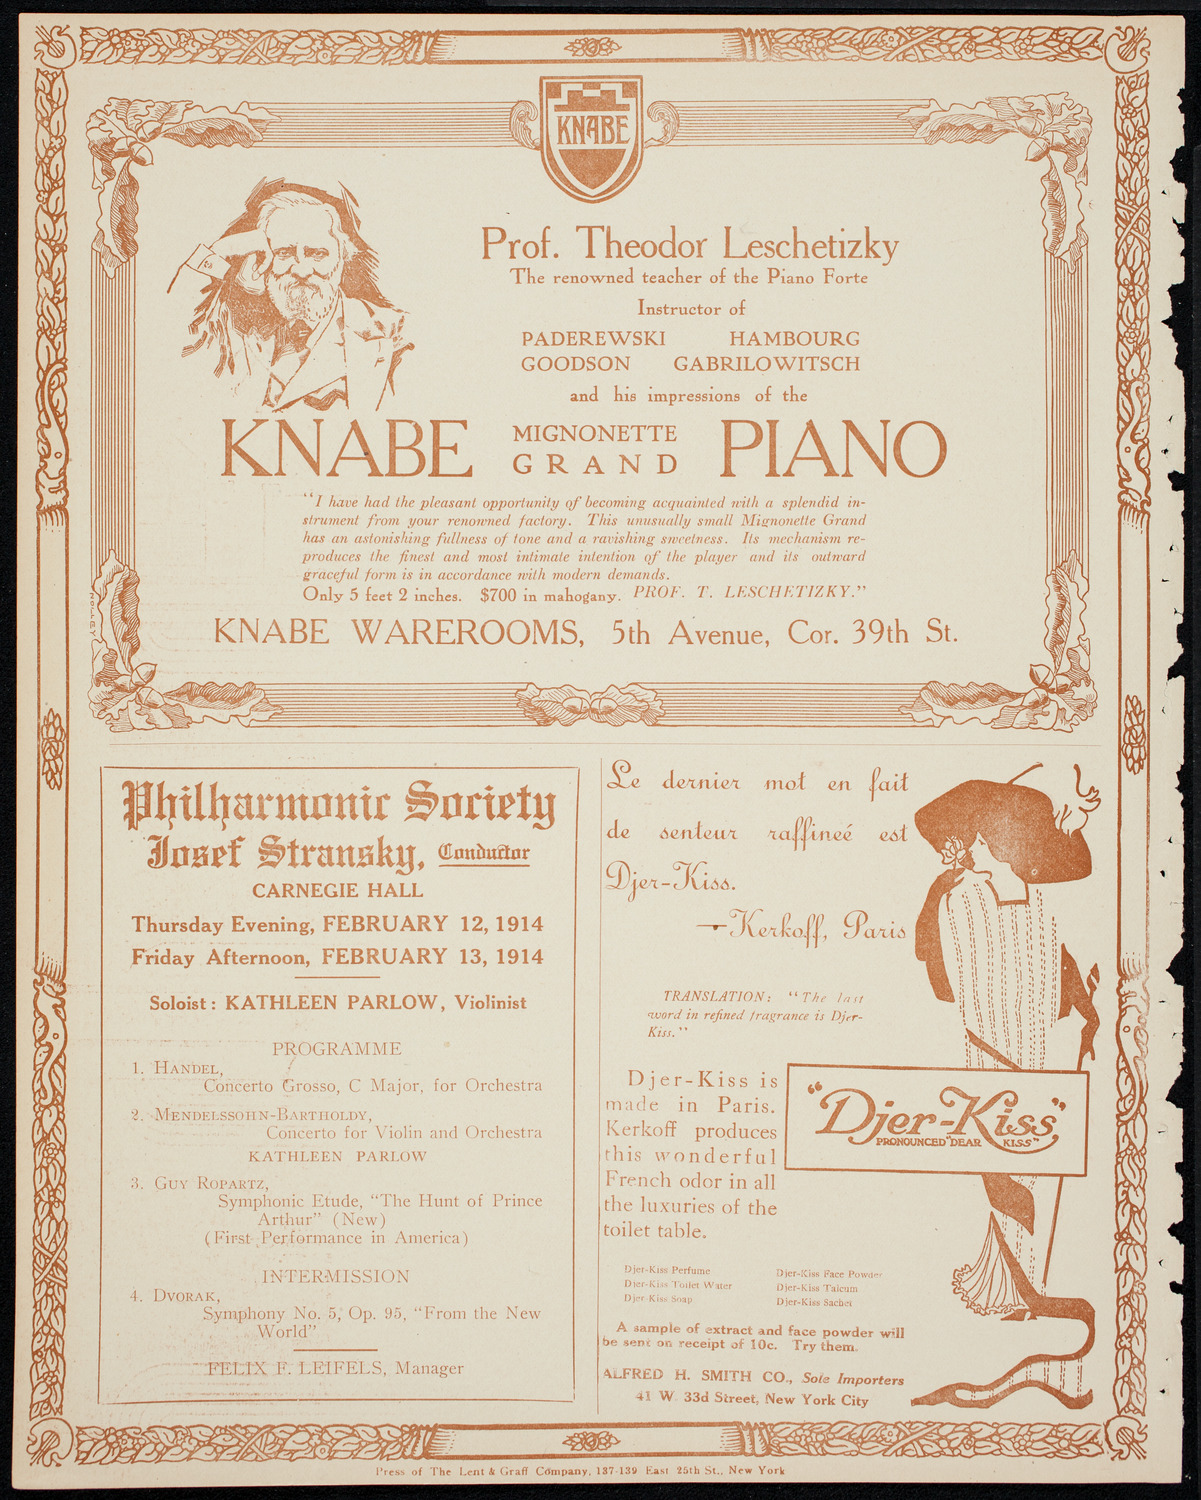 KNABE
Prof. Theodor Leschetizky
The renowned teacher of the Piano Forte
Instructor of
PADEREWSKI HAMBOURG
GOODSON GABRILOWITSCH
and his impressions of the
KNABE MIGNONETTE GRAND PIANO
"I have had the pleasant opportunity of becoming acquainted with a splendid in-
strument from your renowned factory. This unusually small Mignonette Grand
has an astonishing fullness of tone and a ravishing sweetness. Its mechanism re-
produces the finest and most intimate intention of the player and its outward
graceful form is in accordance with modern demands.
Only 5 feet 2 inches. $700 in mahogany. PROF. T. LESCHETIZKY."
KNABE WAREROOMS, 5th Avenue, Cor. 39th St.
NOLLEY
Philharmonic Society
Josef Stransky, Conductor
CARNEGIE HALL
Thursday Evening, FEBRUARY 12, 1914
Friday Afternoon, FEBRUARY 13, 1914
Soloist: KATHLEEN PARLOW, Violinist
PROGRAMME
1. HANDEL,
Concerto Grosso, C Major, for Orchestra
2. MENDELSSOHN-BARTHOLDY,
Concerto for Violin and Orchestra
KATHLEEN PARLOW
3. GUY ROPARTZ,
Symphonic Etude, "The Hunt of Prince
Arthur" (New)
(First Performance in America)
INTERMISSION
4. DVORAK,
Symphony No. 5, Op. 95, "From the New
World"
FELIX F. LEIFELS, Manager
Le dernier mot en fait
de senteur raffineé est
Djer-Kiss.
—Kerkoff, Paris
TRANSLATION: "The last
word in refined fragrance is Djer-
Kiss."
Djer-Kiss is
made in Paris.
Kerkoff produces
this wonderful
French odor in all
the luxuries of the
toilet table.
"Djer-Kiss"
PRONOUNCED "DEAR KISS"
Djer-Kiss Perfume
Djer-Kiss Toilet Water
Djer-Kiss Soap
Djer-Kiss Face Powder
Djer-Kiss Talcum
Djer-Kiss Sachet
A sample of extract and face powder will
be sent on receipt of 10c. Try them.
ALFRED H. SMITH CO., Sole Importers
41 W. 33d Street, New York City
Press of The Lent & Graff Company, 137-139 East 25th St., New York